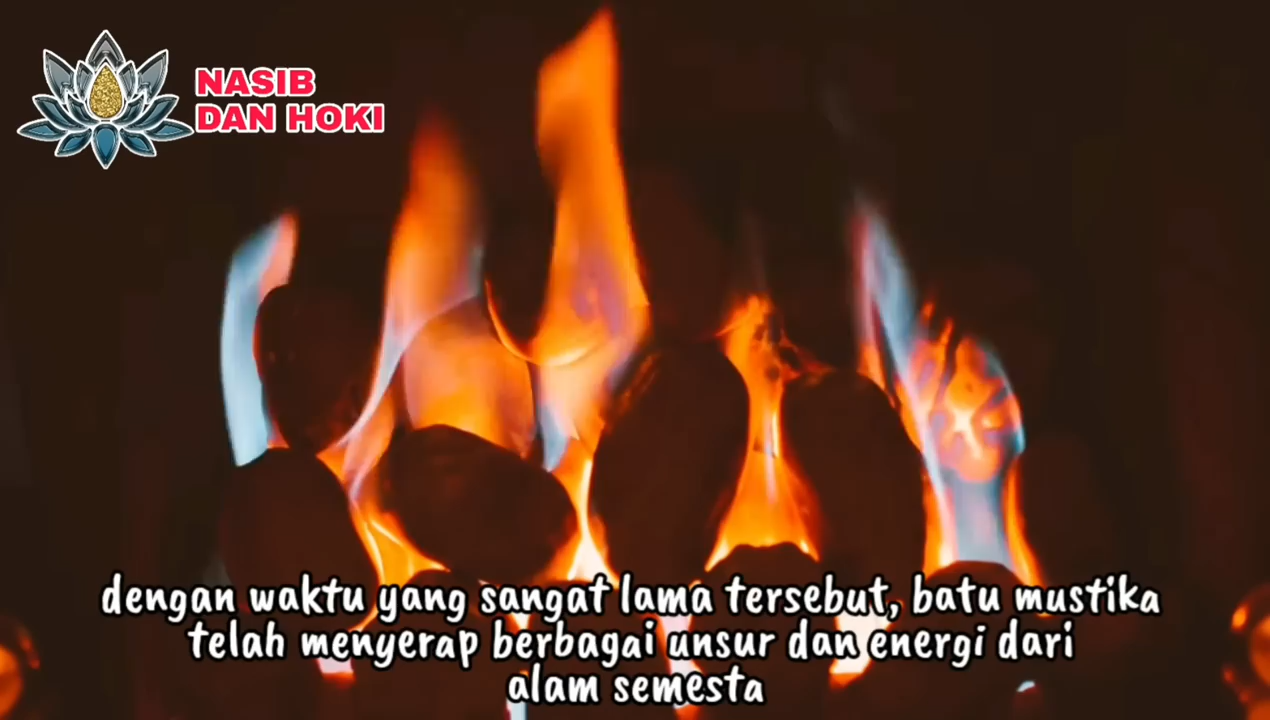 NASIB
DAN HOKI
dengan waktu yang sangat lama tersebut, batu mustika
telah menyerap berbagai unsur dan energi dari
alam semesta